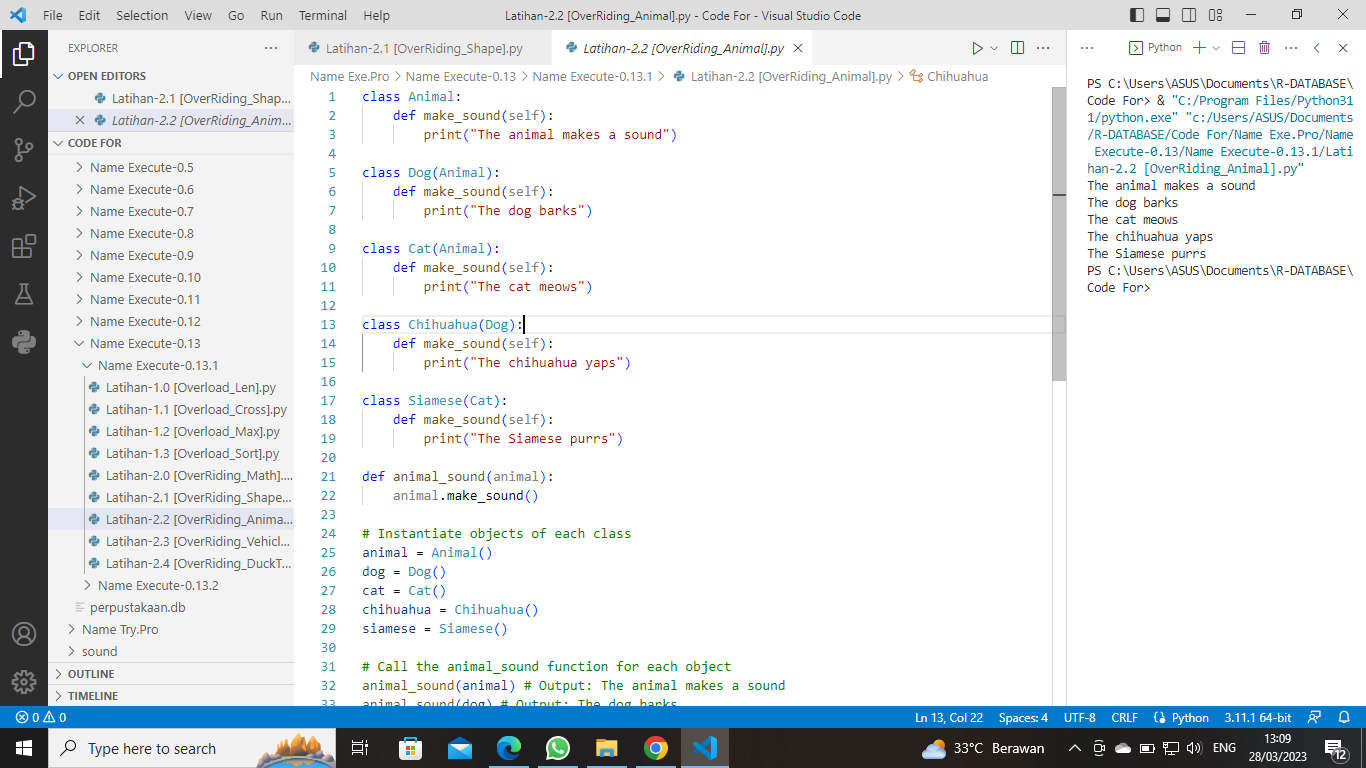 File Edit Selection View Go Run Terminal Help
Latihan-2.2 [OverRiding_Animal].py - Code For - Visual Studio Code
EXPLORER
OPEN EDITORS
Latihan-2.1 [OverRiding_Shap...
Latihan-2.2 [OverRiding_Anim...
CODE FOR
Name Execute-0.5
Name Execute-0.6
Name Execute-0.7
Name Execute-0.8
Name Execute-0.9
Name Execute-0.10
Name Execute-0.11
Name Execute-0.12
Name Execute-0.13
Name Execute-0.13.1
Latihan-1.0 [Overload_Len].py
Latihan-1.1 [Overload_Cross].py
Latihan-1.2 [Overload_Max].py
Latihan-1.3 [Overload_Sort].py
Latihan-2.0 [OverRiding_Math]....
Latihan-2.1 [OverRiding_Shape...
Latihan-2.2 [OverRiding_Anima...
Latihan-2.3 [OverRiding_Vehicl...
Latihan-2.4 [OverRiding_DuckT...
Name Execute-0.13.2
perpustakaan.db
Name Try.Pro
sound
OUTLINE
TIMELINE
Latihan-2.1 [OverRiding_Shape].py
Latihan-2.2 [OverRiding_Animal].py
Name Exe.Pro > Name Execute-0.13 > Name Execute-0.13.1 > Latihan-2.2 [OverRiding_Animal].py > Chihuahua
1 class Animal:
2 def make_sound(self):
3 print("The animal makes a sound")
4
5 class Dog(Animal):
6 def make_sound(self):
7 print("The dog barks")
8
9 class Cat(Animal):
10 def make_sound(self):
11 print("The cat meows")
12
13 class Chihuahua(Dog):
14 def make_sound(self):
15 print("The chihuahua yaps")
16
17 class Siamese(Cat):
18 def make_sound(self):
19 print("The Siamese purrs")
20
21 def animal_sound(animal):
22 animal.make_sound()
23
24 # Instantiate objects of each class
25 animal = Animal()
26 dog = Dog()
27 cat = Cat()
28 chihuahua = Chihuahua()
29 siamese = Siamese()
30
31 # Call the animal_sound function for each object
32 animal_sound(animal) # Output: The animal makes a sound
33 animal_sound(dog) # Output: The dog barks
Python
PS C:\Users\ASUS\Documents\R-DATABASE\
Code For> & "C:/Program Files/Python31
1/python.exe" "c:/Users/ASUS/Documents
/R-DATABASE/Code For/Name Exe.Pro/Name
 Execute-0.13/Name Execute-0.13.1/Lati
han-2.2 [OverRiding_Animal].py"
The animal makes a sound
The dog barks
The cat meows
The chihuahua yaps
The Siamese purrs
PS C:\Users\ASUS\Documents\R-DATABASE\
Code For>
0 0
Ln 13, Col 22 Spaces: 4 UTF-8 CRLF Python 3.11.1 64-bit
Type here to search
33°C Berawan
ENG
13:09
28/03/2023
12